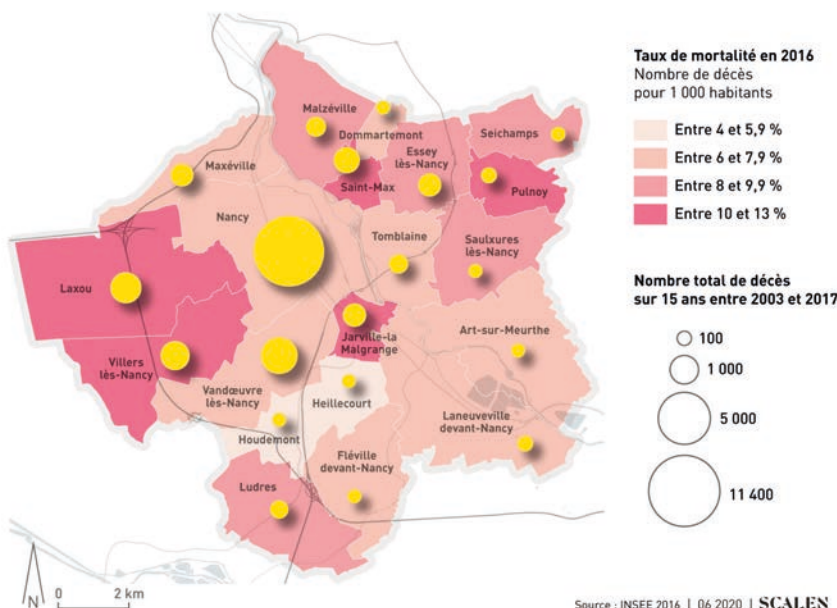 Malzéville
Dommartemont
Seichamps
Essey
lès-Nancy
Maxéville
Saint-Max
Pulnoy
Nancy
Tomblaine
Saulxures
lès-Nancy
Laxou
Jarville-la
Malgrange
Art-sur-Meurthe
Villers
lès-Nancy
Vandœuvre
lès-Nancy
Heillecourt
Houdemont
Laneuveville
devant-Nancy
Fléville
devant-Nancy
Ludres
N
0 2 km
Taux de mortalité en 2016
Nombre de décès
pour 1 000 habitants
Entre 4 et 5,9 %
Entre 6 et 7,9 %
Entre 8 et 9,9 %
Entre 10 et 13 %
Nombre total de décès
sur 15 ans entre 2003 et 2017
100
1 000
5 000
11 400
Source : INSEE 2016 | 06 2020 | SCALEN